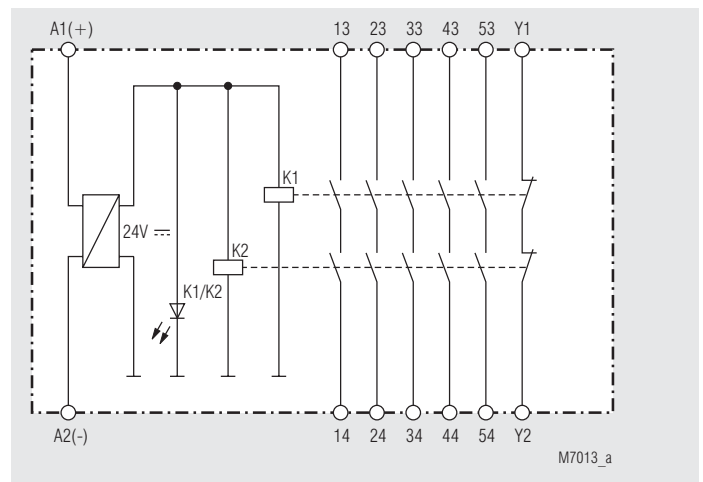 A1(+) 13 23 33 43 53 Y1
K1
24V
K2
K1/K2
A2(-) 14 24 34 44 54 Y2
M7013_a